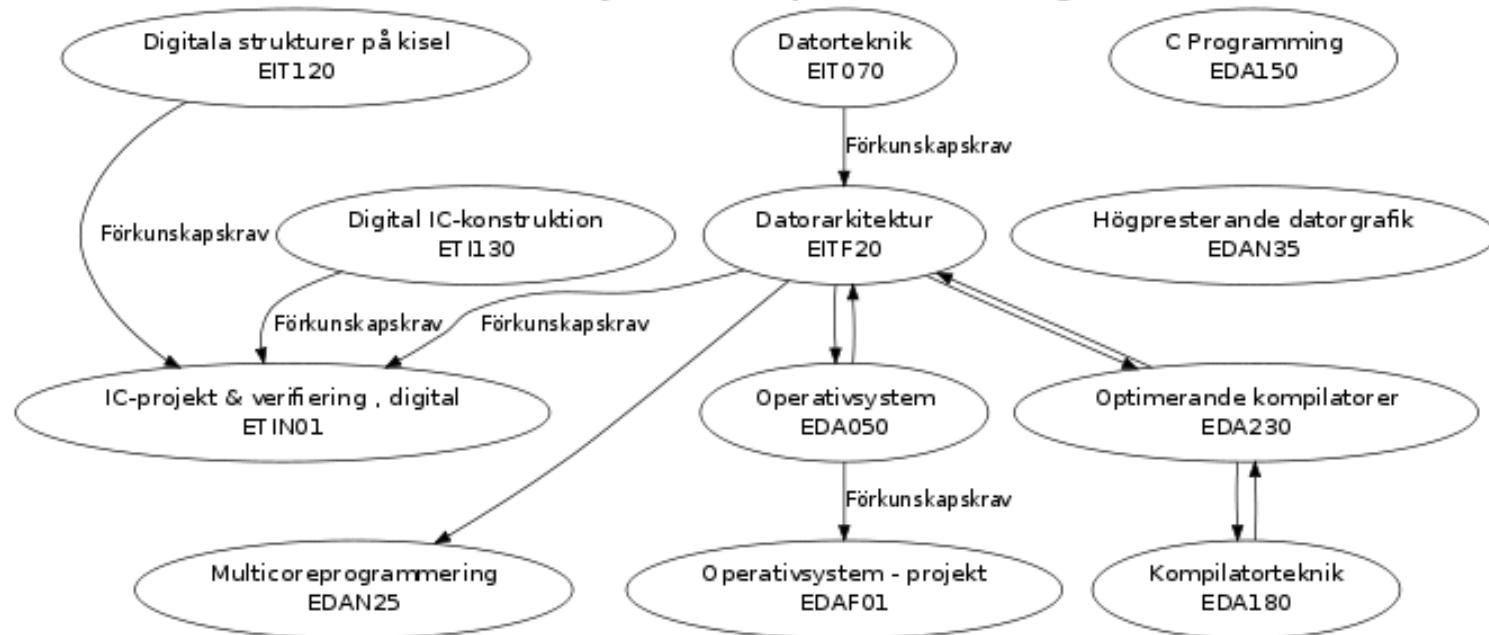 Digitala strukturer på kisel
EIT120
Datorteknik
EIT070
C Programming
EDA150
Förkunskapskrav
Förkunskapskrav
Digital IC-konstruktion
ETI130
Datorarkitektur
EITF20
Högpresterande datorgrafik
EDAN35
Förkunskapskrav
Förkunskapskrav
IC-projekt & verifiering , digital
ETIN01
Operativsystem
EDA050
Optimerande kompilatorer
EDA230
Förkunskapskrav
Multicoreprogrammering
EDAN25
Operativsystem - projekt
EDAF01
Kompilatorteknik
EDA180